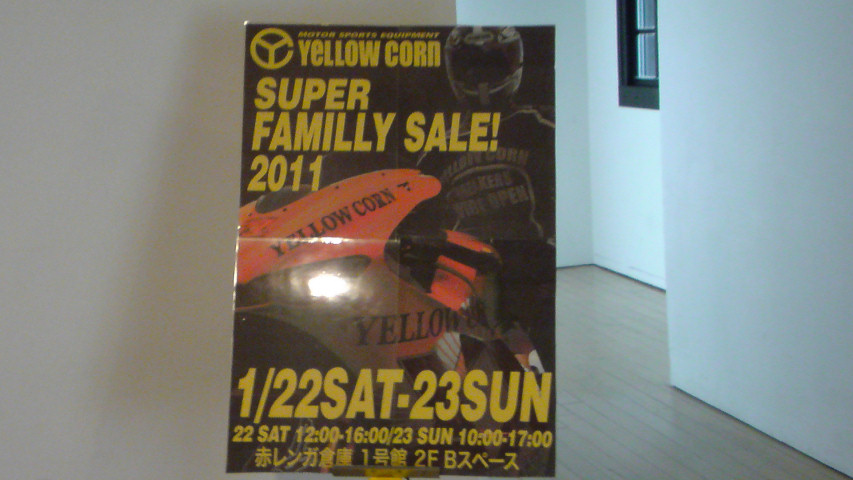 MOTOR SPORTS EQUIPMENT
YELLOW CORN
SUPER
FAMILLY SALE!
2011
YELLOW CORN
YELLOW CORN
YELLOW
1/22SAT-23SUN
22 SAT 12:00-16:00/23 SUN 10:00-17:00
赤レンガ倉庫 1号館 2F Bスペース